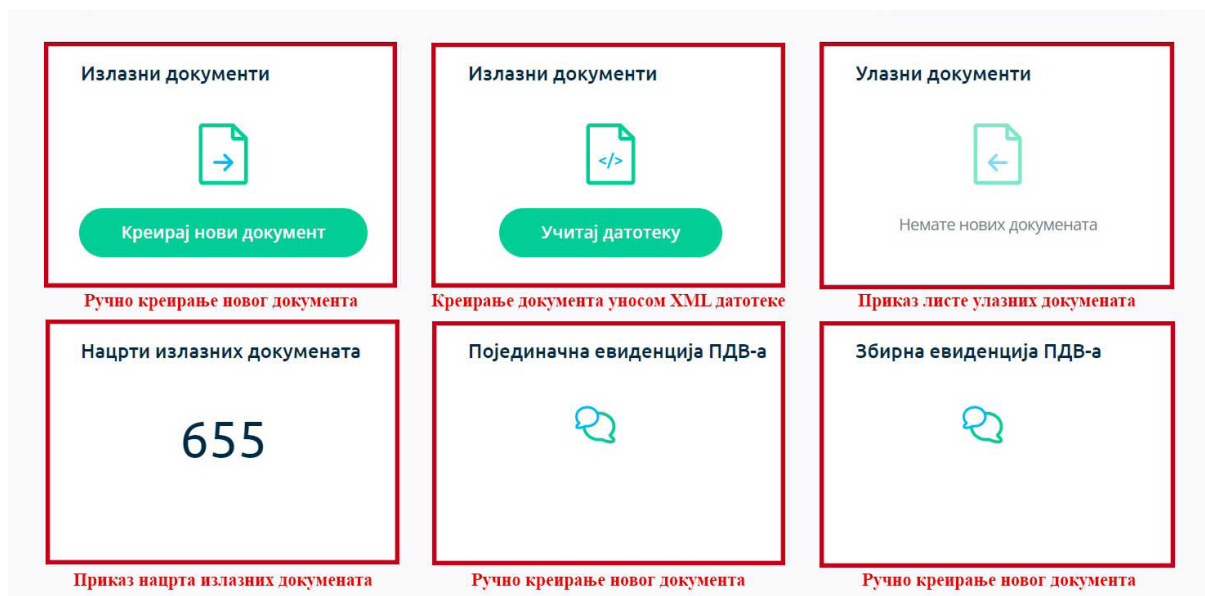 Излазни документи
Креирај нови документ
Ручно креирање новог документа
Излазни документи
</>
Учитај датотеку
Креирање документа уносом XML датотеке
Улазни документи
Немате нових докумената
Приказ листе улазних докумената
Нацрти излазних докумената
655
Приказ нацрта излазних докумената
Појединачна евиденција ПДВ-а
Ручно креирање новог документа
Збирна евиденција ПДВ-а
Ручно креирање новог документа